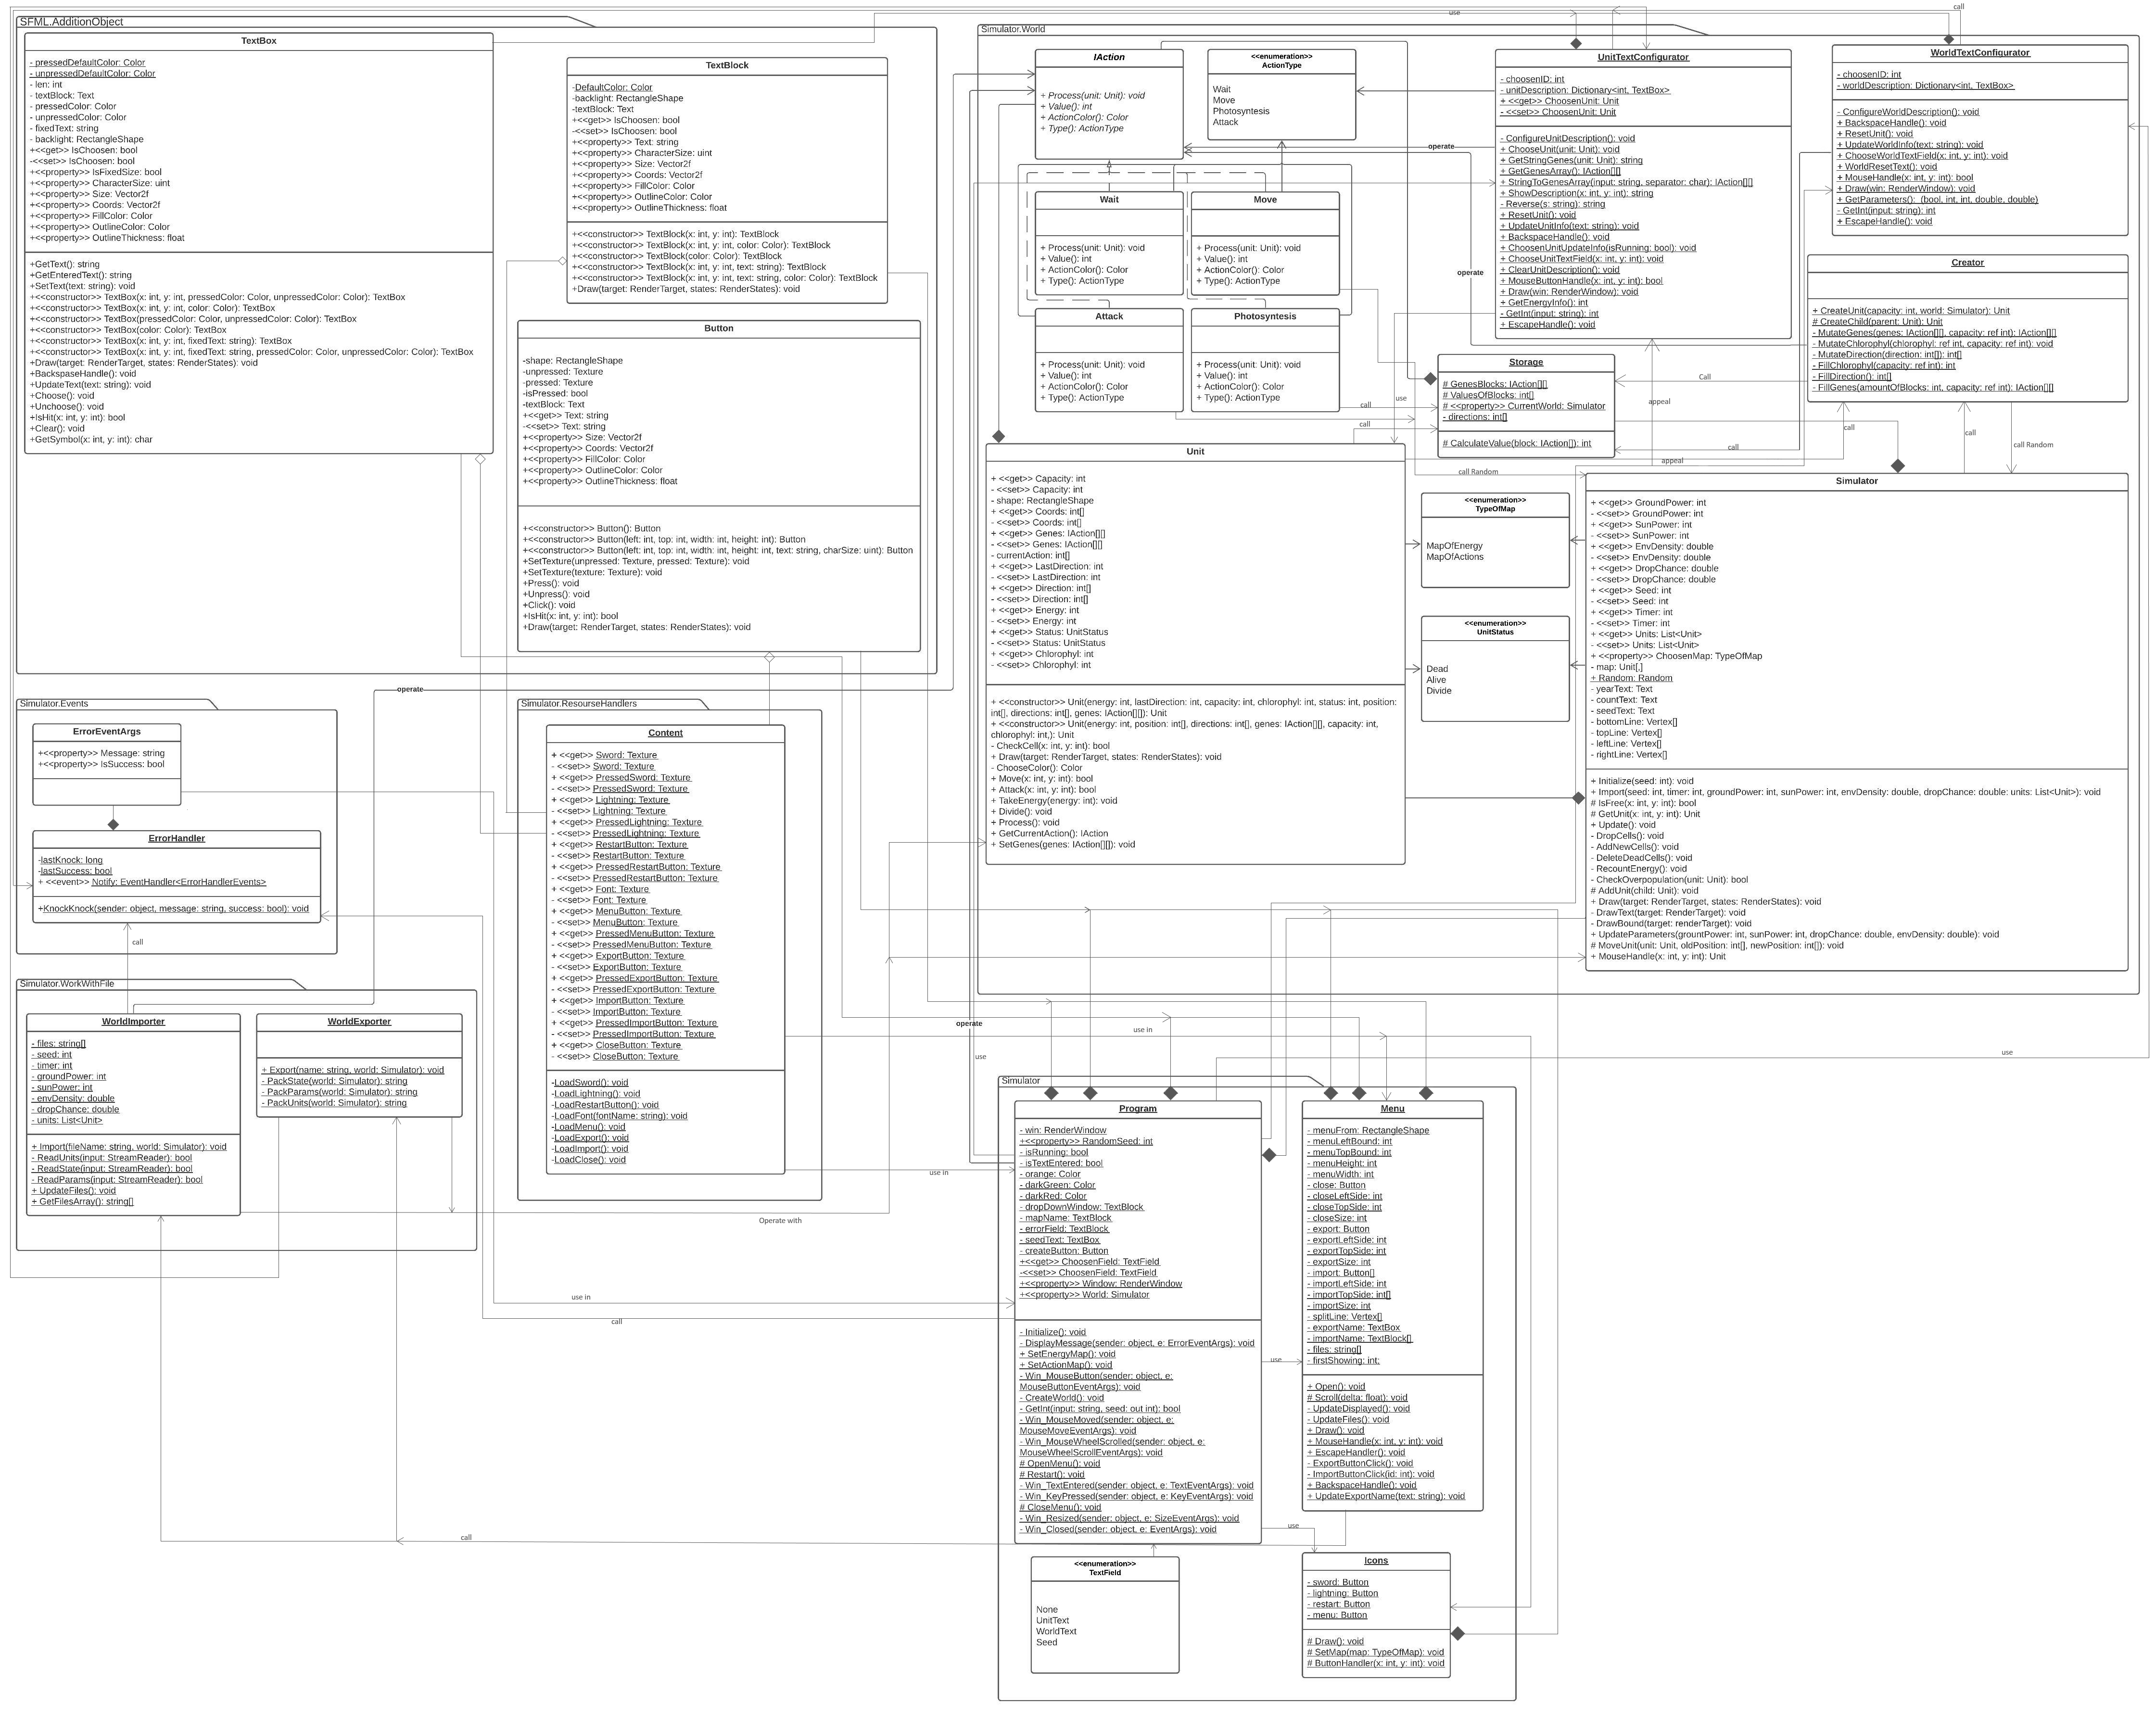 SFML.AdditionObject
TextBox
- pressedDefaultColor: Color
- unpressedDefaultColor: Color
- len: int
- textBlock: Text
- pressedColor: Color
- unpressedColor: Color
- fixedText: string
- backlight: RectangleShape
+<<get>> IsChoosen: bool
-<<set>> IsChoosen: bool
+<<property>> IsFixedSize: bool
+<<property>> CharacterSize: uint
+<<property>> Size: Vector2f
+<<property>> Coords: Vector2f
+<<property>> FillColor: Color
+<<property>> OutlineColor: Color
+<<property>> OutlineThickness: float
+GetText(): string
+GetEnteredText(): string
+SetText(text: string): void
+<<constructor>> TextBox(x: int, y: int, pressedColor: Color, unpressedColor: Color): TextBox
+<<constructor>> TextBox(x: int, y: int, color: Color): TextBox
+<<constructor>> TextBox(pressedColor: Color, unpressedColor: Color): TextBox
+<<constructor>> TextBox(color: Color): TextBox
+<<constructor>> TextBox(x: int, y: int, fixedText: string): TextBox
+<<constructor>> TextBox(x: int, y: int, fixedText: string, pressedColor: Color, unpressedColor: Color): TextBox
+Draw(target: RenderTarget, states: RenderStates): void
+BackspaseHandle(): void
+UpdateText(text: string): void
+Choose(): void
+Unchoose(): void
+IsHit(x: int, y: int): bool
+Clear(): void
+GetSymbol(x: int, y: int): char
TextBlock
-DefaultColor: Color
-backlight: RectangleShape
-textBlock: Text
+<<get>> IsChoosen: bool
-<<set>> IsChoosen: bool
+<<property>> Text: string
+<<property>> CharacterSize: uint
+<<property>> Size: Vector2f
+<<property>> Coords: Vector2f
+<<property>> FillColor: Color
+<<property>> OutlineColor: Color
+<<property>> OutlineThickness: float
+<<constructor>> TextBlock(x: int, y: int): TextBlock
+<<constructor>> TextBlock(x: int, y: int, color: Color): TextBlock
+<<constructor>> TextBlock(color: Color): TextBlock
+<<constructor>> TextBlock(x: int, y: int, text: string): TextBlock
+<<constructor>> TextBlock(x: int, y: int, text: string, color: Color): TextBlock
+Draw(target: RenderTarget, states: RenderStates): void
Button
-shape: RectangleShape
-unpressed: Texture
-pressed: Texture
-isPressed: bool
-textBlock: Text
+<<get>> Text: string
-<<set>> Text: string
+<<property>> Size: Vector2f
+<<property>> Coords: Vector2f
+<<property>> FillColor: Color
+<<property>> OutlineColor: Color
+<<property>> OutlineThickness: float
+<<constructor>> Button(): Button
+<<constructor>> Button(left: int, top: int, width: int, height: int): Button
+<<constructor>> Button(left: int, top: int, width: int, height: int, text: string, charSize: uint): Button
+SetTexture(unpressed: Texture, pressed: Texture): void
+SetTexture(texture: Texture): void
+Press(): void
+Unpress(): void
+Click(): void
+IsHit(x: int, y: int): bool
+Draw(target: RenderTarget, states: RenderStates): void
use
call
Simulator.World
IAction
+ Process(unit: Unit): void
+ Value(): int
+ ActionColor(): Color
+ Type(): ActionType
<<enumeration>>
ActionType
Wait
Move
Photosyntesis
Attack
operate
UnitTextConfigurator
- choosenID: int
- unitDescription: Dictionary<int, TextBox>
+ <<get>> ChoosenUnit: Unit
- <<set>> ChoosenUnit: Unit
- ConfigureUnitDescription(): void
+ ChooseUnit(unit: Unit): void
+ GetStringGenes(unit: Unit): string
+ GetGenesArray(): IAction[][]
+ StringToGenesArray(input: string, separator: char): IAction[][]
+ ShowDescription(x: int, y: int): string
- Reverse(s: string): string
+ ResetUnit(): void
+ UpdateUnitInfo(text: string): void
+ BackspaceHandle(): void
+ ChoosenUnitUpdateInfo(isRunning: bool): void
+ ChooseUnitTextField(x: int, y: int): void
+ ClearUnitDescription(): void
+ MouseButtonHandle(x: int, y: int): bool
+ Draw(win: RenderWindow): void
+ GetEnergyInfo(): int
- GetInt(input: string): int
+ EscapeHandle(): void
WorldTextConfigurator
- choosenID: int
- worldDescription: Dictionary<int, TextBox>
- ConfigureWorldDescription(): void
+ BackspaceHandle(): void
+ ResetUnit(): void
+ UpdateWorldInfo(text: string): void
+ ChooseWorldTextField(x: int, y: int): void
+ WorldResetText(): void
+ MouseHandle(x: int, y: int): bool
+ Draw(win: RenderWindow): void
+ GetParameters(): (bool, int, int, double, double)
- GetInt(input: string): int
+ EscapeHandle(): void
Wait
+ Process(unit: Unit): void
+ Value(): int
+ ActionColor(): Color
+ Type(): ActionType
Move
+ Process(unit: Unit): void
+ Value(): int
+ ActionColor(): Color
+ Type(): ActionType
Attack
+ Process(unit: Unit): void
+ Value(): int
+ ActionColor(): Color
+ Type(): ActionType
Photosyntesis
+ Process(unit: Unit): void
+ Value(): int
+ ActionColor(): Color
+ Type(): ActionType
operate
Creator
+ CreateUnit(capacity: int, world: Simulator): Unit
# CreateChild(parent: Unit): Unit
- MutateGenes(genes: IAction[][], capacity: ref int): IAction[][]
- MutateChlorophyl(chlorophyl: ref int, capacity: ref int): void
- MutateDirection(direction: int[]): int[]
- FillChlorophyl(capacity: ref int): int
- FillDirection(): int[]
- FillGenes(amountOfBlocks: int, capacity: ref int): IAction[][]
Storage
# GenesBlocks: IAction[][]
# ValuesOfBlocks: int[]
# <<property>> CurrentWorld: Simulator
- directions: int[]
# CalculateValue(block: IAction[]): int
Call
use
call
call
appeal
call
call
call Random
call
appeal
call Random
Unit
+ <<get>> Capacity: int
- <<set>> Capacity: int
- shape: RectangleShape
+ <<get>> Coords: int[]
- <<set>> Coords: int[]
+ <<get>> Genes: IAction[][]
- <<set>> Genes: IAction[][]
- currentAction: int[]
+ <<get>> LastDirection: int
- <<set>> LastDirection: int
+ <<get>> Direction: int[]
- <<set>> Direction: int[]
+ <<get>> Energy: int
- <<set>> Energy: int
+ <<get>> Status: UnitStatus
- <<set>> Status: UnitStatus
+ <<get>> Chlorophyl: int
- <<set>> Chlorophyl: int
+ <<constructor>> Unit(energy: int, lastDirection: int, capacity: int, chlorophyl: int, status: int, position:
int[], directions: int[], genes: IAction[][]): Unit
+ <<constructor>> Unit(energy: int, position: int[], directions: int[], genes: IAction[][], capacity: int,
chlorophyl: int,): Unit
- CheckCell(x: int, y: int): bool
+ Draw(target: RenderTarget, states: RenderStates): void
- ChooseColor(): Color
+ Move(x: int, y: int): bool
+ Attack(x: int, y: int): bool
+ TakeEnergy(energy: int): void
+ Divide(): void
+ Process(): void
+ GetCurrentAction(): IAction
+ SetGenes(genes: IAction[][]): void
<<enumeration>>
TypeOfMap
MapOfEnergy
MapOfActions
<<enumeration>>
UnitStatus
Dead
Alive
Divide
Simulator
+ <<get>> GroundPower: int
- <<set>> GroundPower: int
+ <<get>> SunPower: int
- <<set>> SunPower: int
+ <<get>> EnvDensity: double
- <<set>> EnvDensity: double
+ <<get>> DropChance: double
- <<set>> DropChance: double
+ <<get>> Seed: int
- <<set>> Seed: int
+ <<get>> Timer: int
- <<set>> Timer: int
+ <<get>> Units: List<Unit>
- <<set>> Units: List<Unit>
+ <<property>> ChoosenMap: TypeOfMap
- map: Unit[,]
+ Random: Random
- yearText: Text
- countText: Text
- seedText: Text
- bottomLine: Vertex[]
- topLine: Vertex[]
- leftLine: Vertex[]
- rightLine: Vertex[]
+ Initialize(seed: int): void
+ Import(seed: int, timer: int, groundPower: int, sunPower: int, envDensity: double, dropChance: double: units: List<Unit>): void
# IsFree(x: int, y: int): bool
# GetUnit(x: int, y: int): Unit
+ Update(): void
- DropCells(): void
- AddNewCells(): void
- DeleteDeadCells(): void
- RecountEnergy(): void
- CheckOverpopulation(unit: Unit): bool
# AddUnit(child: Unit): void
+ Draw(target: RenderTarget, states: RenderStates): void
- DrawText(target: RenderTarget): void
- DrawBound(target: renderTarget): void
+ UpdateParameters(grountPower: int, sunPower: int, dropChance: double, envDensity: double): void
# MoveUnit(unit: Unit, oldPosition: int[], newPosition: int[]): void
+ MouseHandle(x: int, y: int): Unit
operate
Simulator.Events
ErrorEventArgs
+<<property>> Message: string
+<<property>> IsSuccess: bool
ErrorHandler
-lastKnock: long
-lastSuccess: bool
+ <<event>> Notify: EventHandler<ErrorHandlerEvents>
+KnockKnock(sender: object, message: string, success: bool): void
call
Simulator.ResourseHandlers
Content
+ <<get>> Sword: Texture
- <<set>> Sword: Texture
+ <<get>> PressedSword: Texture
- <<set>> PressedSword: Texture
+ <<get>> Lightning: Texture
- <<set>> Lightning: Texture
+ <<get>> PressedLightning: Texture
- <<set>> PressedLightning: Texture
+ <<get>> RestartButton: Texture
- <<set>> RestartButton: Texture
+ <<get>> PressedRestartButton: Texture
- <<set>> PressedRestartButton: Texture
+ <<get>> Font: Texture
- <<set>> Font: Texture
+ <<get>> MenuButton: Texture
- <<set>> MenuButton: Texture
+ <<get>> PressedMenuButton: Texture
- <<set>> PressedMenuButton: Texture
+ <<get>> ExportButton: Texture
- <<set>> ExportButton: Texture
+ <<get>> PressedExportButton: Texture
- <<set>> PressedExportButton: Texture
+ <<get>> ImportButton: Texture
- <<set>> ImportButton: Texture
+ <<get>> PressedImportButton: Texture
- <<set>> PressedImportButton: Texture
+ <<get>> CloseButton: Texture
- <<set>> CloseButton: Texture
-LoadSword(): void
-LoadLightning(): void
-LoadRestartButton(): void
-LoadFont(fontName: string): void
-LoadMenu(): void
-LoadExport(): void
-LoadImport(): void
-LoadClose(): void
Simulator.WorkWithFile
WorldImporter
- files: string[]
- seed: int
- timer: int
- groundPower: int
- sunPower: int
- envDensity: double
- dropChance: double
- units: List<Unit>
+ Import(fileName: string, world: Simulator): void
- ReadUnits(input: StreamReader): bool
- ReadState(input: StreamReader): bool
- ReadParams(input: StreamReader): bool
+ UpdateFiles(): void
+ GetFilesArray(): string[]
WorldExporter
+ Export(name: string, world: Simulator): void
- PackState(world: Simulator): string
- PackParams(world: Simulator): string
- PackUnits(world: Simulator): string
operate
use
use in
use
use in
Operate with
use in
call
call
Simulator
Program
- win: RenderWindow
+<<property>> RandomSeed: int
- isRunning: bool
- isTextEntered: bool
- orange: Color
- darkGreen: Color
- darkRed: Color
- dropDownWindow: TextBlock
- mapName: TextBlock
- errorField: TextBlock
- seedText: TextBox
- createButton: Button
+<<get>> ChoosenField: TextField
-<<set>> ChoosenField: TextField
+<<property>> Window: RenderWindow
+<<property>> World: Simulator
- Initialize(): void
- DisplayMessage(sender: object, e: ErrorEventArgs): void
+ SetEnergyMap(): void
+ SetActionMap(): void
- Win_MouseButton(sender: object, e:
MouseButtonEventArgs): void
- CreateWorld(): void
- GetInt(input: string, seed: out int): bool
- Win_MouseMoved(sender: object, e:
MouseMoveEventArgs): void
- Win_MouseWheelScrolled(sender: object, e:
MouseWheelScrollEventArgs): void
# OpenMenu(): void
# Restart(): void
- Win_TextEntered(sender: object, e: TextEventArgs): void
- Win_KeyPressed(sender: object, e: KeyEventArgs): void
# CloseMenu(): void
- Win_Resized(sender: object, e: SizeEventArgs): void
- Win_Closed(sender: object, e: EventArgs): void
use
use
Menu
- menuFrom: RectangleShape
- menuLeftBound: int
- menuTopBound: int
- menuHeight: int
- menuWidth: int
- close: Button
- closeLeftSide: int
- closeTopSide: int
- closeSize: int
- export: Button
- exportLeftSide: int
- exportTopSide: int
- exportSize: int
- import: Button[]
- importLeftSide: int
- importTopSide: int[]
- importSize: int
- splitLine: Vertex[]
- exportName: TextBox
- importName: TextBlock[]
- files: string[]
- firstShowing: int;
+ Open(): void
# Scroll(delta: float): void
- UpdateDisplayed(): void
- UpdateFiles(): void
+ Draw(): void
+ MouseHandle(x: int, y: int): void
+ EscapeHandler(): void
- ExportButtonClick(): void
- ImportButtonClick(id: int): void
+ BackspaceHandle(): void
+ UpdateExportName(text: string): void
<<enumeration>>
TextField
None
UnitText
WorldText
Seed
Icons
- sword: Button
- lightning: Button
- restart: Button
- menu: Button
# Draw(): void
# SetMap(map: TypeOfMap): void
# ButtonHandler(x: int, y: int): void